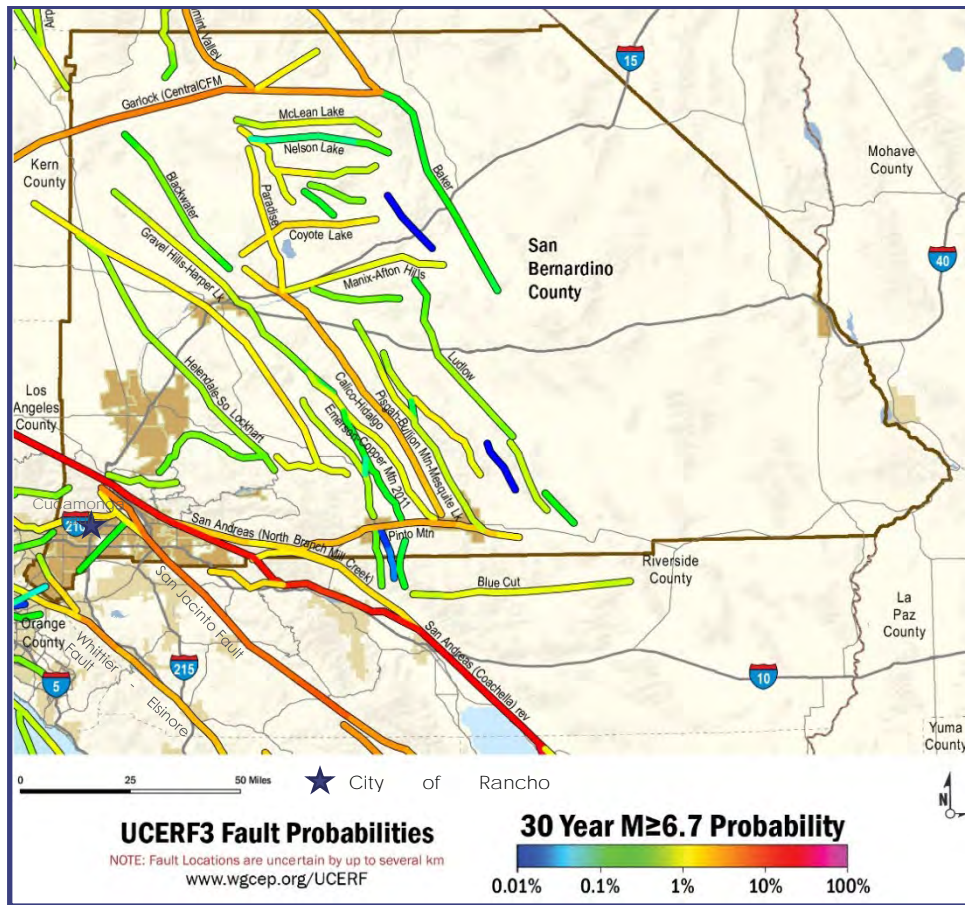 Garlock (CentralCFM
15
McLean Lake
Nelson Lake
Kern
County
Mohave
County
Blackwater
Paradise
Baker
Coyote Lake
San
Bernardino
County
40
Gravel Hills-Harper Lk
Manix-Afton Hills
Ludlow
Helendale-So Lockhart
Calico-Hidalgo
Pisgah-Bullion Mtn-Mesquite Lk
Emerson-Copper Mtn 2011
Los
Angeles
County
Cucamonga
210
San Andreas (North Branch Mill Creek)
Pinto Mtn
Riverside
County
Blue Cut
La
Paz
County
Orange
County
San Jacinto Fault
Whittier - Elsinore
Fault
San Andreas (Coachella) rev
5
215
10
Yuma
County
0 25 50 Miles
City of Rancho
N
UCERF3 Fault Probabilities
NOTE: Fault Locations are uncertain by up to several km
www.wgcep.org/UCERF
30 Year M≥6.7 Probability
0.01% 0.1% 1% 10% 100%